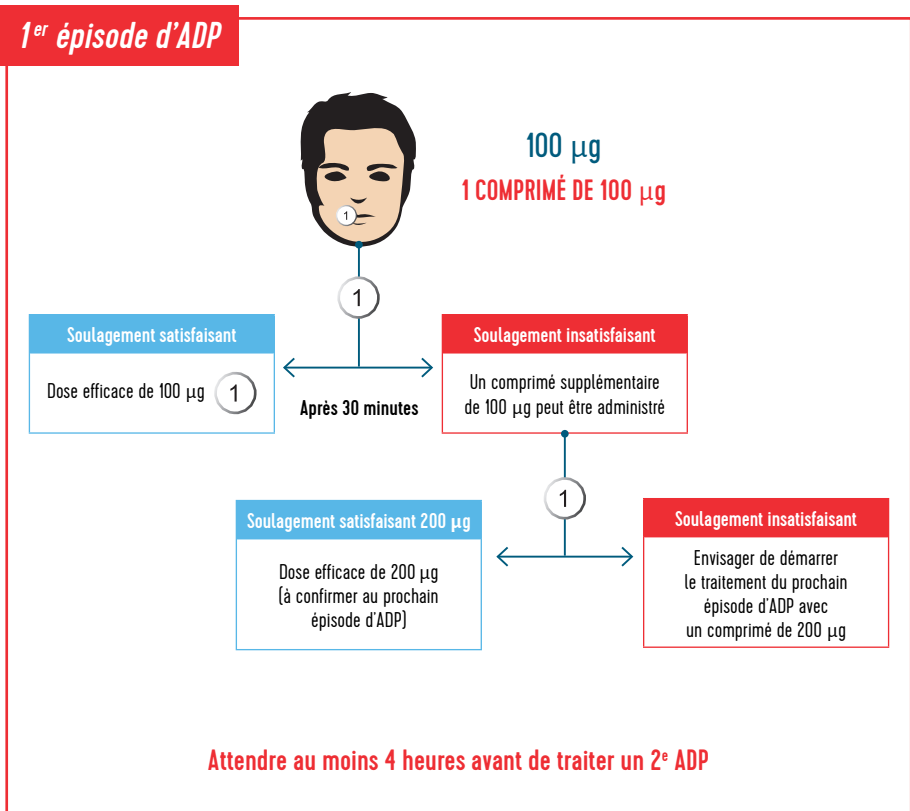 1er épisode d'ADP
100 µg
1 COMPRIMÉ DE 100 µg
1
1
Soulagement satisfaisant
Dose efficace de 100 µg 1
Après 30 minutes
Soulagement insatisfaisant
Un comprimé supplémentaire
de 100 µg peut être administré
1
Soulagement satisfaisant 200 µg
Dose efficace de 200 µg
(à confirmer au prochain
épisode d'ADP)
Soulagement insatisfaisant
Envisager de démarrer
le traitement du prochain
épisode d'ADP avec
un comprimé de 200 µg
Attendre au moins 4 heures avant de traiter un 2e ADP